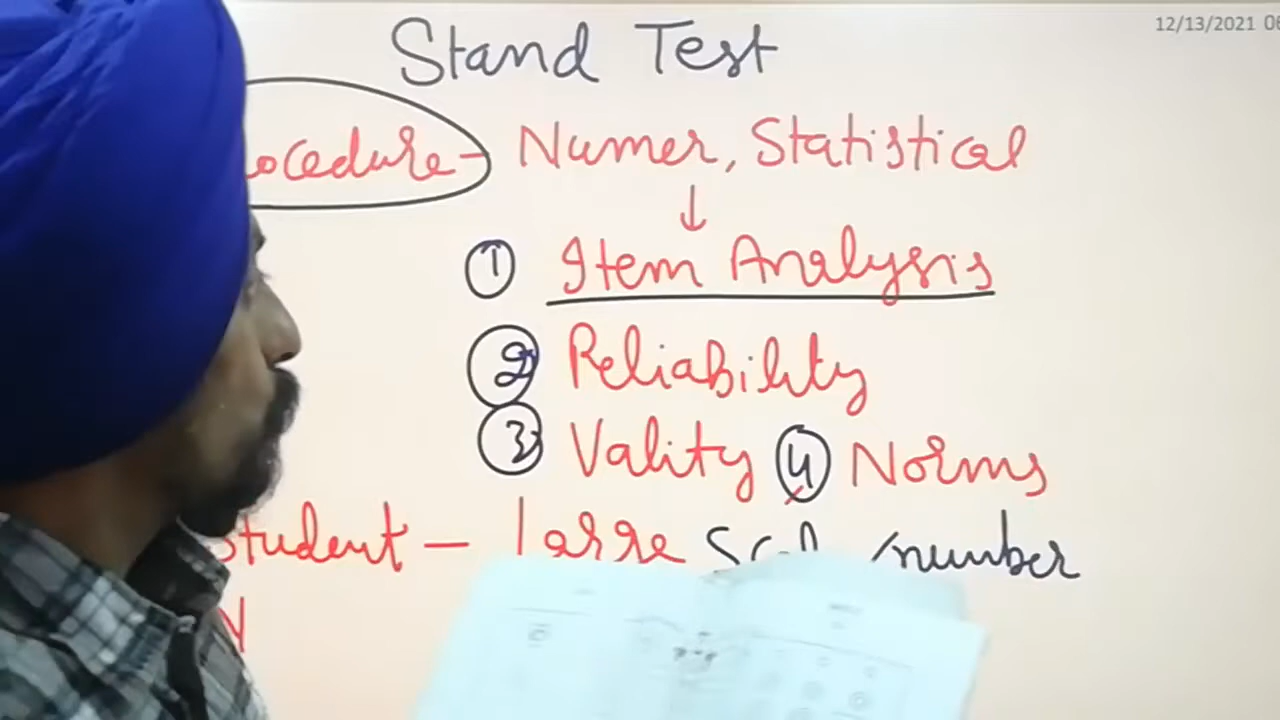 12/13/2021
Stand Test
ocedure - Numer, Statistical
↓
① Item Analysis
② Reliability
③ Vality ④ Norms
Student - Large /number